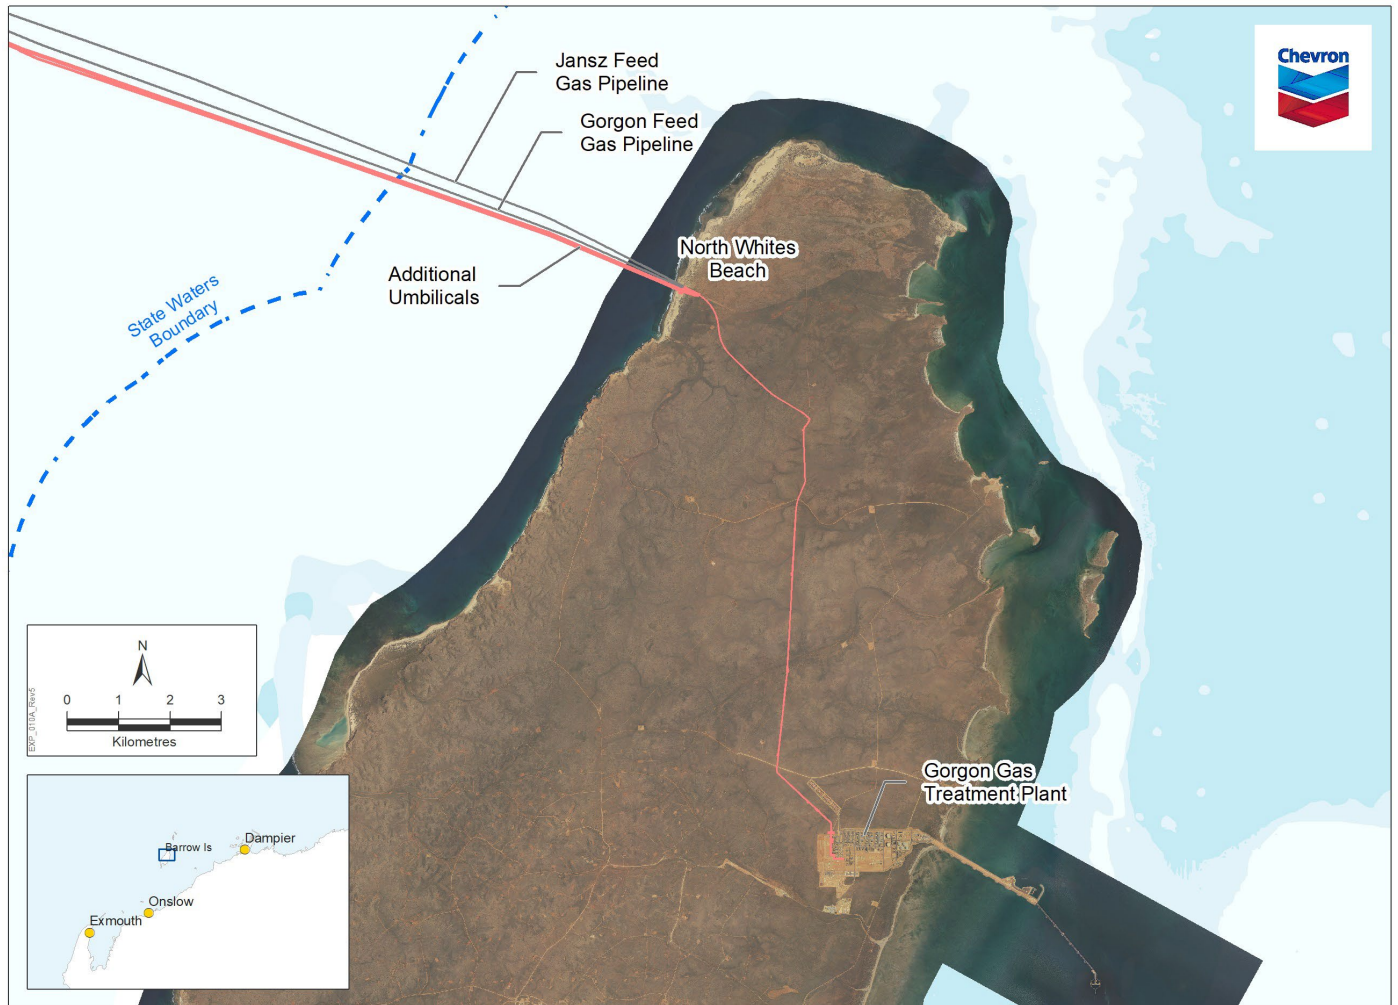 Chevron
Jansz Feed
Gas Pipeline
Gorgon Feed
Gas Pipeline
North Whites
Beach
Additional
Umbilicals
State Waters
Boundary
N
0 1 2 3
Kilometres
EXP_010A_Rev5
Gorgon Gas
Treatment Plant
Dampier
Barrow Is
Onslow
Exmouth